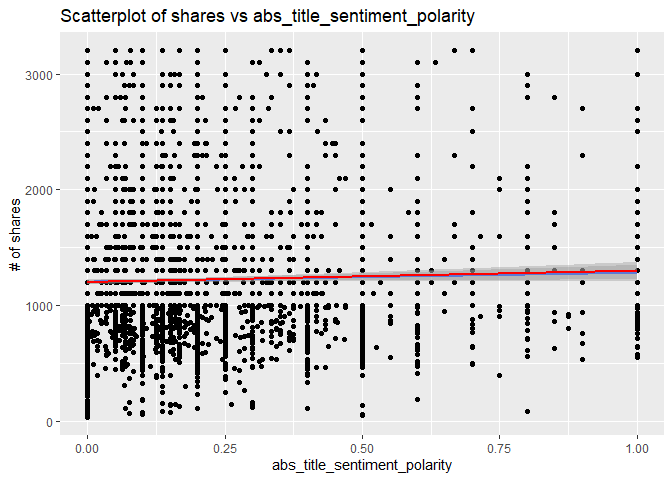 Scatterplot of shares vs abs_title_sentiment_polarity
3000
2000
1000
0
# of shares
0.00 0.25 0.50 0.75 1.00
abs_title_sentiment_polarity